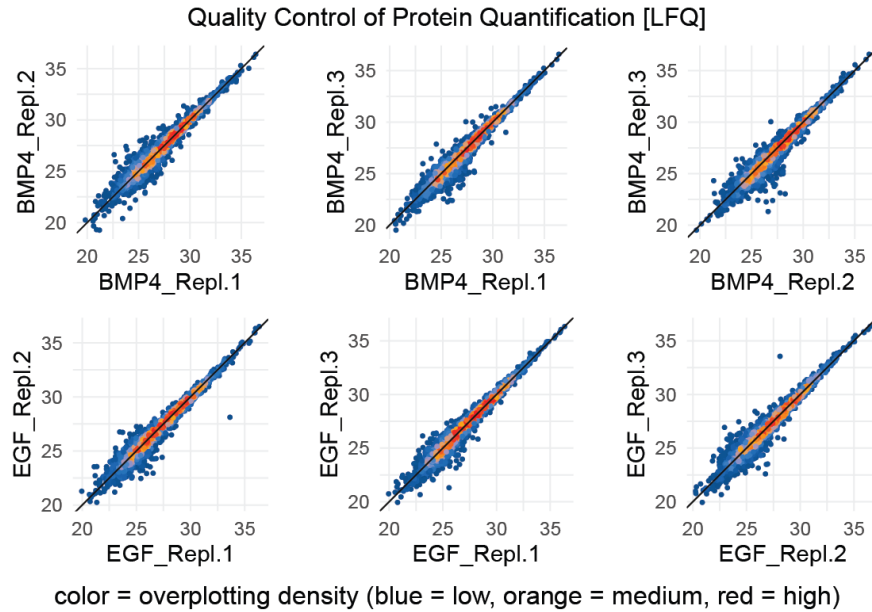 Quality Control of Protein Quantification [LFQ]
35
30
25
20
BMP4_Repl.2
20 25 30 35
BMP4_Repl.1
35
30
25
20
BMP4_Repl.3
20 25 30 35
BMP4_Repl.1
35
30
25
20
BMP4_Repl.3
20 25 30 35
BMP4_Repl.2
35
30
25
20
EGF_Repl.2
20 25 30 35
EGF_Repl.1
35
30
25
20
EGF_Repl.3
20 25 30 35
EGF_Repl.1
35
30
25
20
EGF_Repl.3
20 25 30 35
EGF_Repl.2
color = overplotting density (blue = low, orange = medium, red = high)